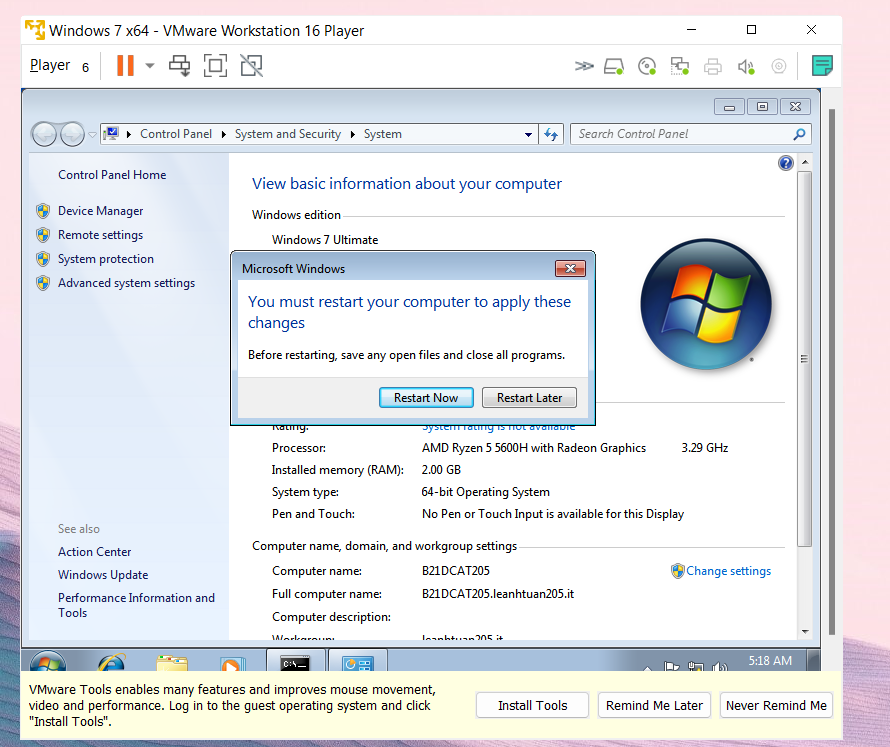 Windows 7 x64 - VMware Workstation 16 Player
Player 6
Control Panel System and Security System
Search Control Panel
Control Panel Home
Device Manager
Remote settings
System protection
Advanced system settings
See also
Action Center
Windows Update
Performance Information and
Tools
View basic information about your computer
Windows edition
Windows 7 Ultimate
Microsoft Windows
You must restart your computer to apply these
changes
Before restarting, save any open files and close all programs.
Restart Now Restart Later
Rating: System rating is not available
Processor: AMD Ryzen 5 5600H with Radeon Graphics 3.29 GHz
Installed memory (RAM): 2.00 GB
System type: 64-bit Operating System
Pen and Touch: No Pen or Touch Input is available for this Display
Computer name, domain, and workgroup settings
Computer name: B21DCAT205 Change settings
Full computer name: B21DCAT205.leanhtuan205.it
Computer description:
Workgroup: leanhtuan205.it
C:\_
5:18 AM
VMware Tools enables many features and improves mouse movement,
video and performance. Log in to the guest operating system and click
"Install Tools".
Install Tools Remind Me Later Never Remind Me